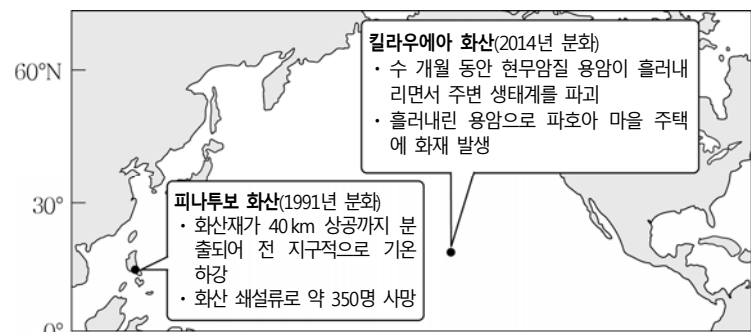 킬라우에아 화산(2014년 분화)
· 수 개월 동안 현무암질 용암이 흘러내
리면서 주변 생태계를 파괴
· 흘러내린 용암으로 파호아 마을 주택
에 화재 발생
60°N
30°
피나투보 화산(1991년 분화)
· 화산재가 40 km 상공까지 분
출되어 전 지구적으로 기온
하강
· 화산 쇄설류로 약 350명 사망
0°